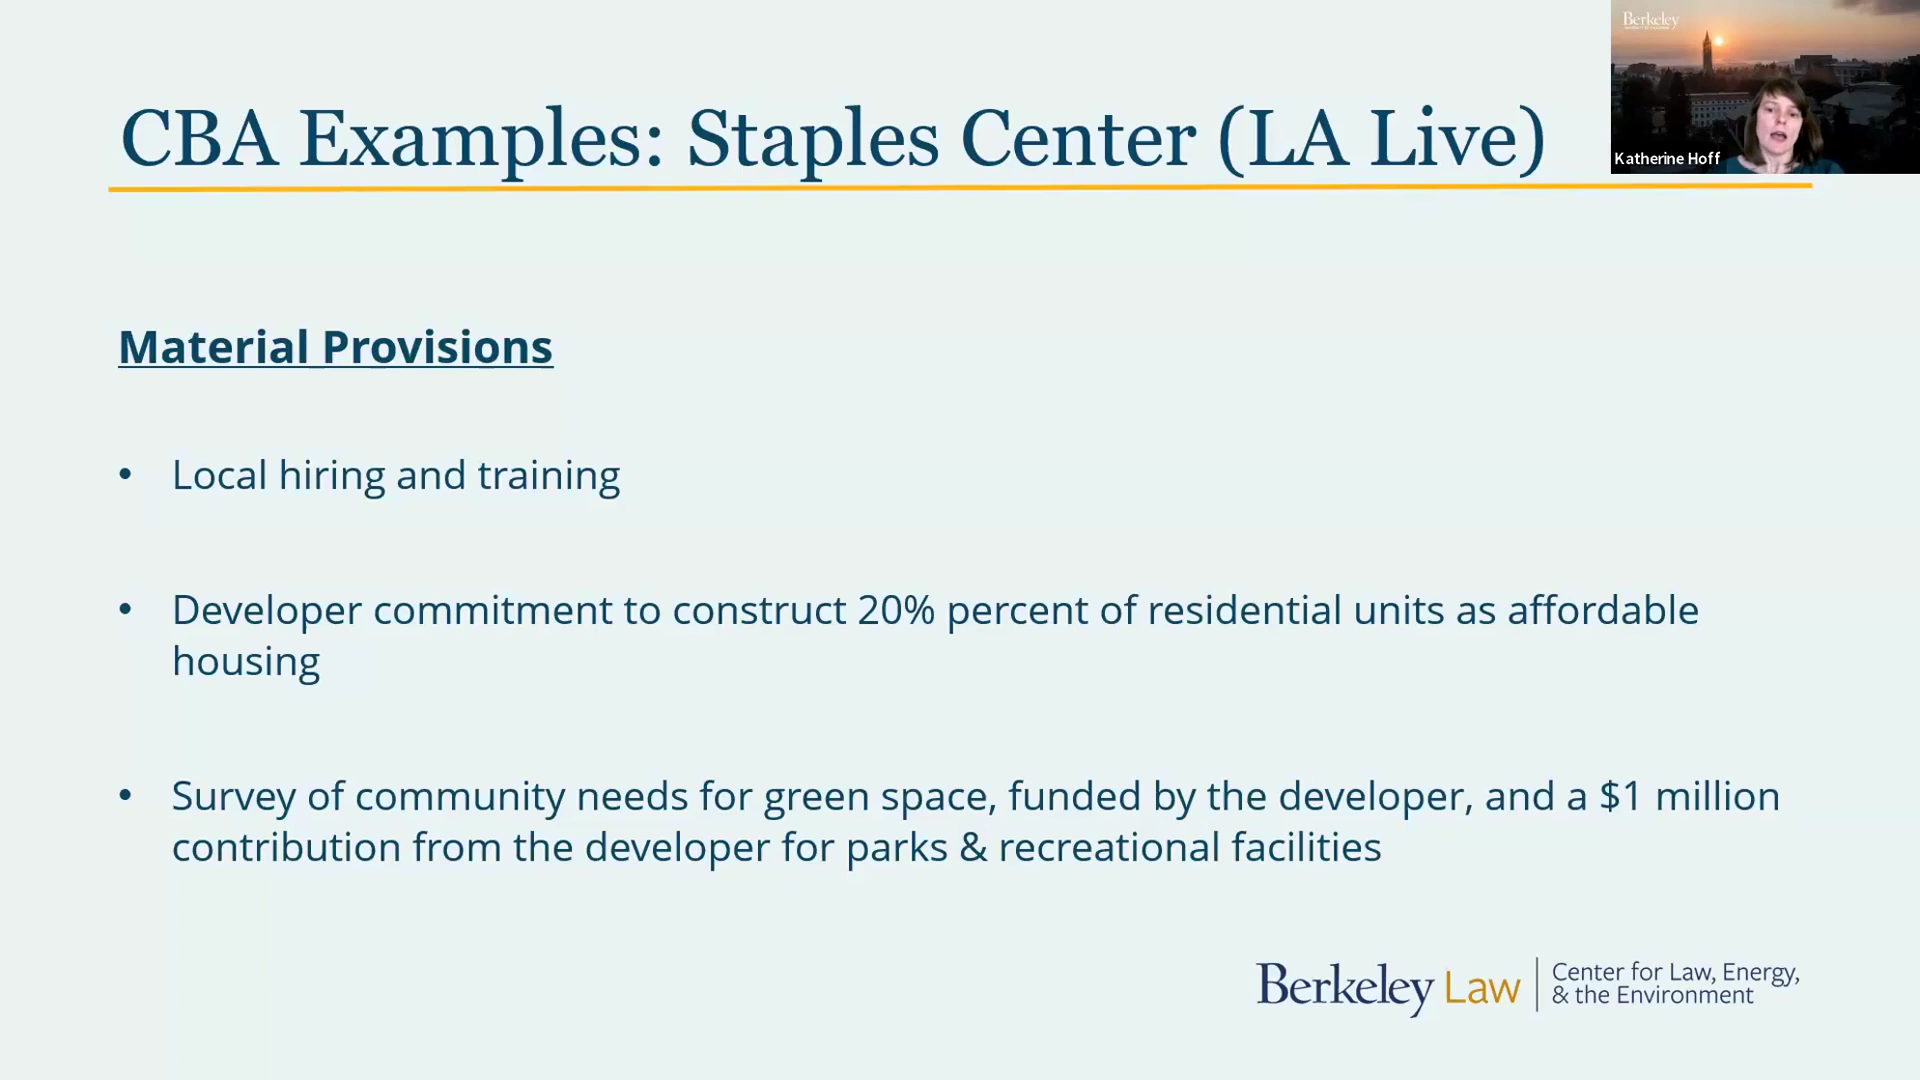 Berkeley
CBA Examples: Staples Center (LA Live)
Katherine Hoff
Material Provisions
• Local hiring and training
• Developer commitment to construct 20% percent of residential units as affordable
housing
• Survey of community needs for green space, funded by the developer, and a $1 million
contribution from the developer for parks & recreational facilities
Berkeley Law
Center for Law, Energy,
& the Environment